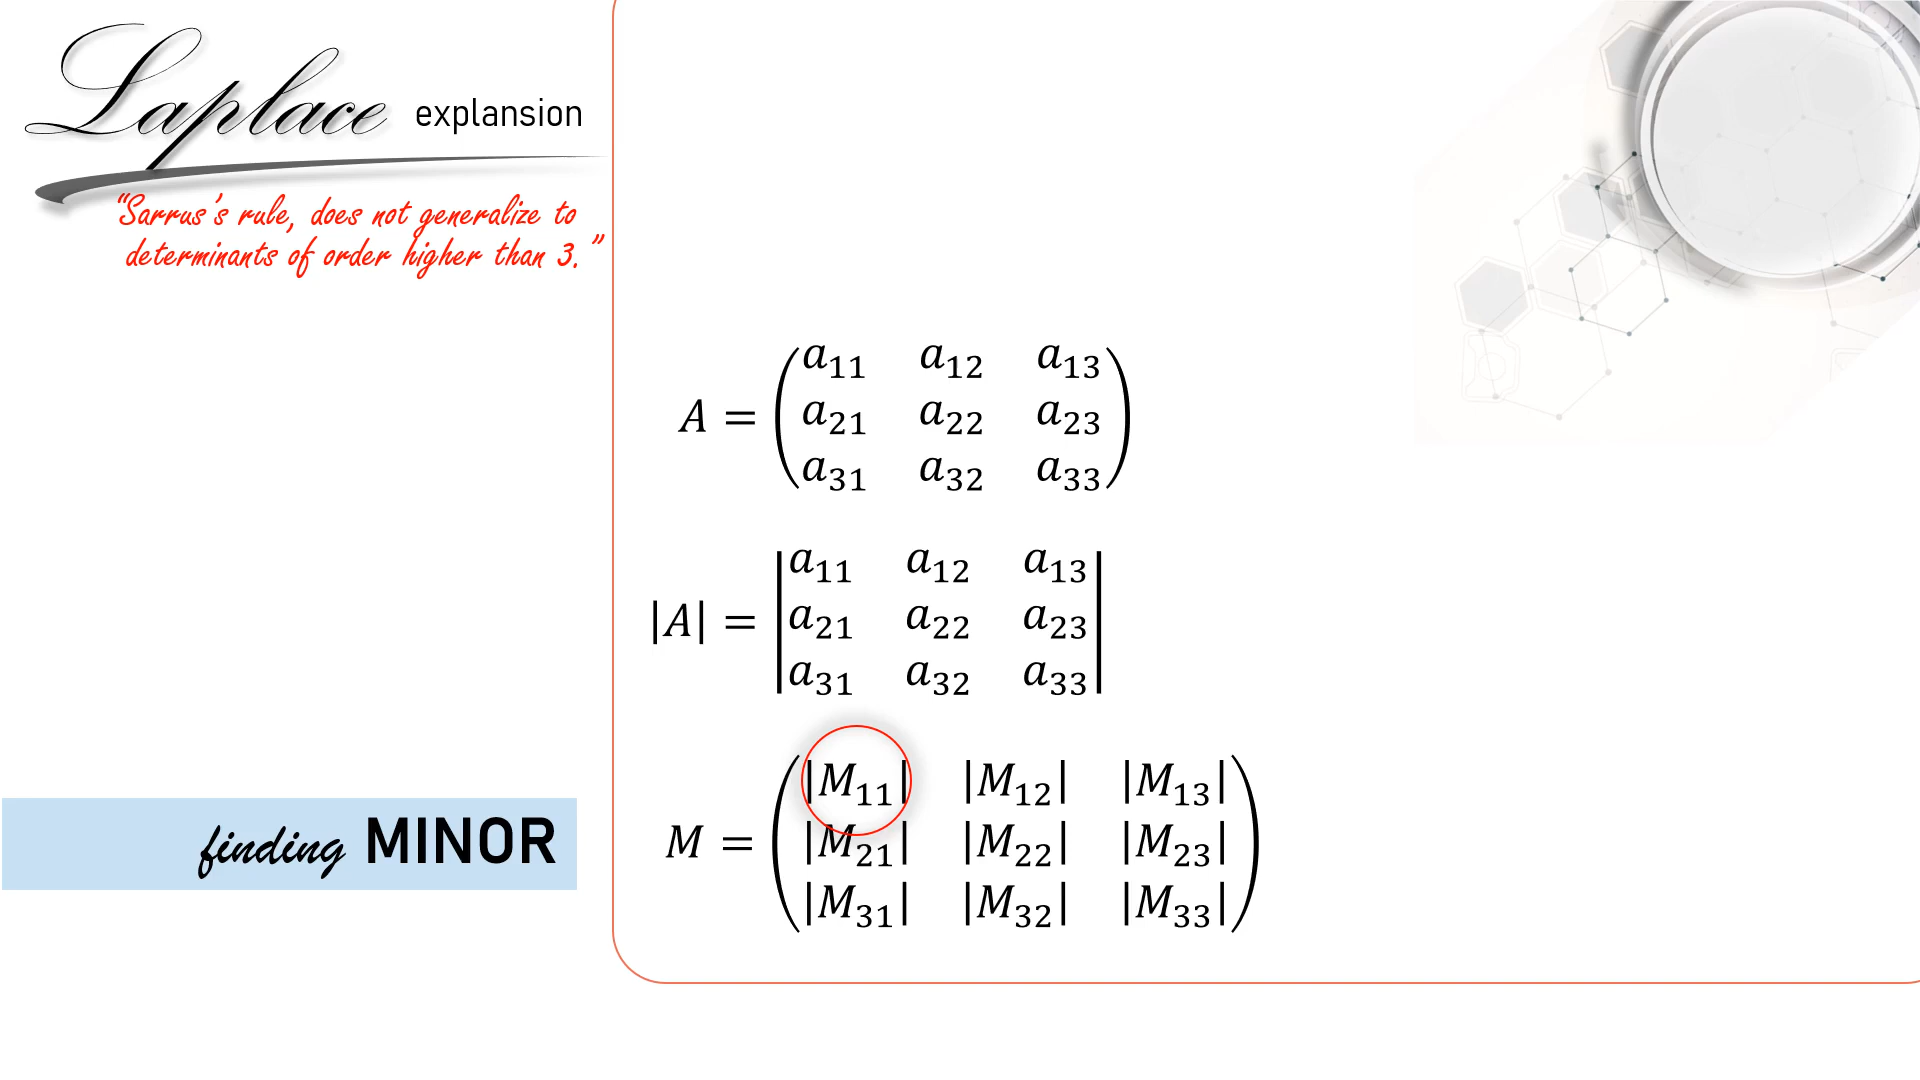 Laplace explansion
“Sarrus’s rule, does not generalize to
determinants of order higher than 3.”
a₁₁ a₁₂ a₁₃
A = ( a₂₁ a₂₂ a₂₃ )
a₃₁ a₃₂ a₃₃
a₁₁ a₁₂ a₁₃
|A| = | a₂₁ a₂₂ a₂₃ |
a₃₁ a₃₂ a₃₃
|M₁₁| |M₁₂| |M₁₃|
finding MINOR
M = ( |M₂₁| |M₂₂| |M₂₃| )
|M₃₁| |M₃₂| |M₃₃|